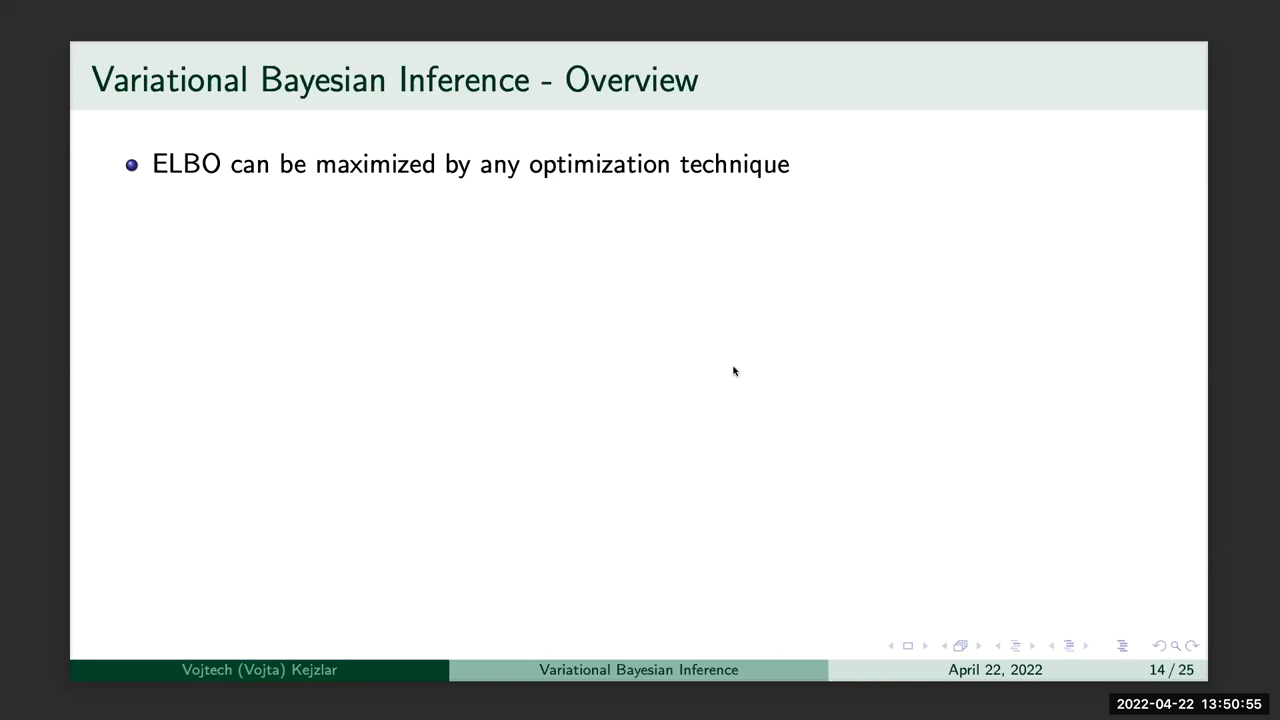 Variational Bayesian Inference - Overview
ELBO can be maximized by any optimization technique
Vojtech (Vojta) Kejzlar
Variational Bayesian Inference
April 22, 2022
14 / 25
2022-04-22 13:50:55